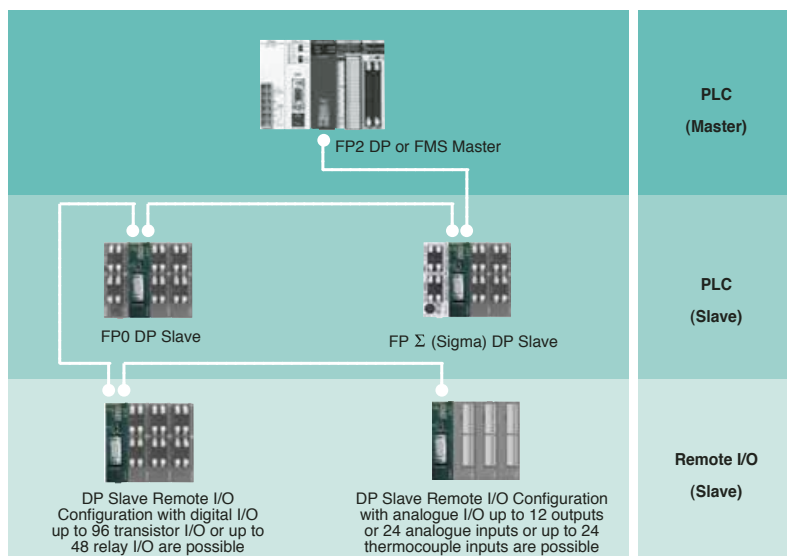 FP2 DP or FMS Master
PLC
(Master)
FP0 DP Slave
FP Σ (Sigma) DP Slave
PLC
(Slave)
DP Slave Remote I/O
Configuration with digital I/O
up to 96 transistor I/O or up to
48 relay I/O are possible
DP Slave Remote I/O Configuration
with analogue I/O up to 12 outputs
or 24 analogue inputs or up to 24
thermocouple inputs are possible
Remote I/O
(Slave)